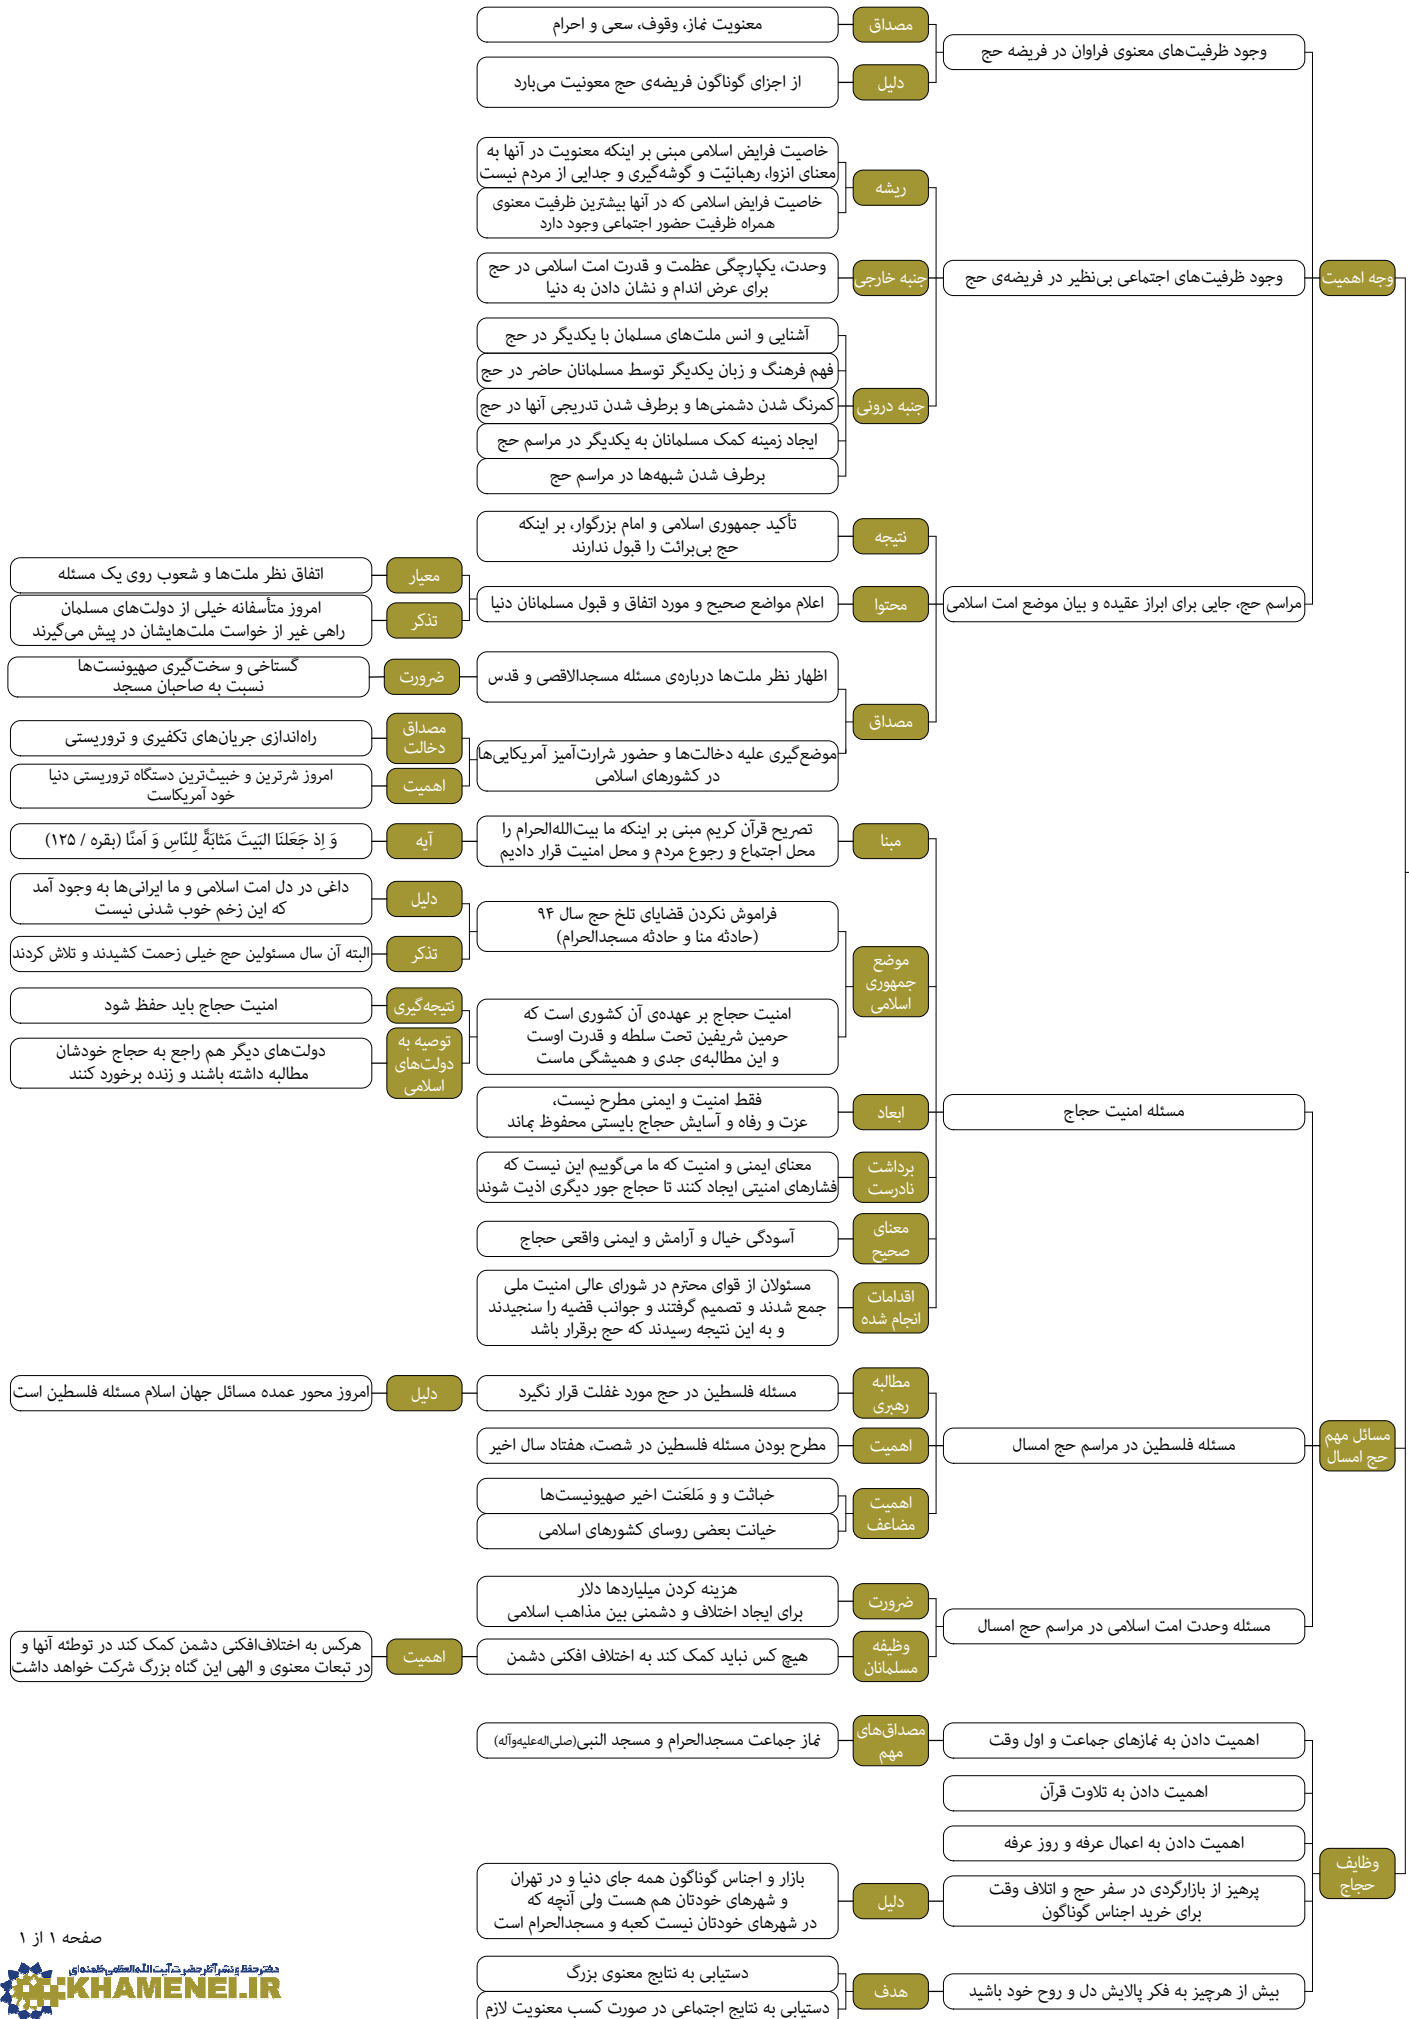 وجه اهمیت
وجود ظرفیت‌های معنوی فراوان در فریضه حج
مصداق
معنویت نماز، وقوف، سعی و احرام
دلیل
از اجزای گوناگون فریضه‌ی حج معونیت می‌بارد
وجود ظرفیت‌های اجتماعی بی‌نظیر در فریضه‌ی حج
ریشه
خاصیت فرایض اسلامی مبنی بر اینکه معنویت در آنها به
معنای انزوا، رهبانیّت و گوشه‌گیری و جدایی از مردم نیست
خاصیت فرایض اسلامی که در آنها بیشترین ظرفیت معنوی
همراه ظرفیت حضور اجتماعی وجود دارد
جنبه خارجی
وحدت، یکپارچگی عظمت و قدرت امت اسلامی در حج
برای عرض اندام و نشان دادن به دنیا
جنبه درونی
آشنایی و انس ملت‌های مسلمان با یکدیگر در حج
فهم فرهنگ و زبان یکدیگر توسط مسلمانان حاضر در حج
کمرنگ شدن دشمنی‌ها و برطرف شدن تدریجی آنها در حج
ایجاد زمینه کمک مسلمانان به یکدیگر در مراسم حج
برطرف شدن شبهه‌ها در مراسم حج
مراسم حج، جایی برای ابراز عقیده و بیان موضع امت اسلامی
نتیجه
تأکید جمهوری اسلامی و امام بزرگوار، بر اینکه
حج بی‌برائت را قبول ندارند
محتوا
اعلام مواضع صحیح و مورد اتفاق و قبول مسلمانان دنیا
معیار
اتفاق نظر ملت‌ها و شعوب روی یک مسئله
تذکر
امروز متأسفانه خیلی از دولت‌های مسلمان
راهی غیر از خواست ملت‌هایشان در پیش می‌گیرند
مصداق
اظهار نظر ملت‌ها درباره‌ی مسئله مسجدالاقصی و قدس
ضرورت
گستاخی و سخت‌گیری صهیونست‌ها
نسبت به صاحبان مسجد
موضع‌گیری علیه دخالت‌ها و حضور شرارت‌آمیز آمریکایی‌ها
در کشورهای اسلامی
مصداق
دخالت
راه‌اندازی جریان‌های تکفیری و تروریستی
اهمیت
امروز شرترین و خبیث‌ترین دستگاه تروریستی دنیا
خود آمریکاست
مسائل مهم
حج امسال
مسئله امنیت حجاج
مبنا
تصریح قرآن کریم مبنی بر اینکه ما بیت‌الله‌الحرام را
محل اجتماع و رجوع مردم و محل امنیت قرار دادیم
آیه
وَ اِذ جَعَلنَا البَیتَ مَثابَةً لِلنّاسِ وَ اَمنًا (بقره / ۱۲۵)
موضع
جمهوری
اسلامی
فراموش نکردن قضایای تلخ حج سال ۹۴
(حادثه منا و حادثه مسجدالحرام)
دلیل
داغی در دل امت اسلامی و ما ایرانی‌ها به وجود آمد
که این زخم خوب شدنی نیست
تذکر
البته آن سال مسئولین حج خیلی زحمت کشیدند و تلاش کردند
امنیت حجاج بر عهده‌ی آن کشوری است که
حرمین شریفین تحت سلطه و قدرت اوست
و این مطالبه‌ی جدی و همیشگی ماست
نتیجه‌گیری
امنیت حجاج باید حفظ شود
توصیه به
دولت‌های
اسلامی
دولت‌های دیگر هم راجع به حجاج خودشان
مطالبه داشته باشند و زنده برخورد کنند
ابعاد
فقط امنیت و ایمنی مطرح نیست،
عزت و رفاه و آسایش حجاج بایستی محفوظ بماند
برداشت
نادرست
معنای ایمنی و امنیت که ما می‌گوییم این نیست که
فشارهای امنیتی ایجاد کنند تا حجاج جور دیگری اذیت شوند
معنای
صحیح
آسودگی خیال و آرامش و ایمنی واقعی حجاج
اقدامات
انجام شده
مسئولان از قوای محترم در شورای عالی امنیت ملی
جمع شدند و تصمیم گرفتند و جوانب قضیه را سنجیدند
و به این نتیجه رسیدند که حج برقرار باشد
مسئله فلسطین در مراسم حج امسال
مطالبه
رهبری
مسئله فلسطین در حج مورد غفلت قرار نگیرد
دلیل
امروز محور عمده مسائل جهان اسلام مسئله فلسطین است
اهمیت
مطرح بودن مسئله فلسطین در شصت، هفتاد سال اخیر
اهمیت
مضاعف
خباثت و و مَلعَنت اخیر صهیونیست‌ها
خیانت بعضی روسای کشورهای اسلامی
مسئله وحدت امت اسلامی در مراسم حج امسال
ضرورت
هزینه کردن میلیاردها دلار
برای ایجاد اختلاف و دشمنی بین مذاهب اسلامی
وظیفه
مسلمانان
هیچ کس نباید کمک کند به اختلاف افکنی دشمن
اهمیت
هرکس به اختلاف‌افکنی دشمن کمک کند در توطئه آنها و
در تبعات معنوی و الهی این گناه بزرگ شرکت خواهد داشت
وظایف
حجاج
اهمیت دادن به نمازهای جماعت و اول وقت
مصداق‌های
مهم
نماز جماعت مسجدالحرام و مسجد النبی(صلی‌اله‌علیه‌وآله)
اهمیت دادن به تلاوت قرآن
اهمیت دادن به اعمال عرفه و روز عرفه
پرهیز از بازارگردی در سفر حج و اتلاف وقت
برای خرید اجناس گوناگون
دلیل
بازار و اجناس گوناگون همه جای دنیا و در تهران
و شهرهای خودتان هم هست ولی آنچه که
در شهرهای خودتان نیست کعبه و مسجدالحرام است
بیش از هرچیز به فکر پالایش دل و روح خود باشید
هدف
دستیابی به نتایج معنوی بزرگ
دستیابی به نتایج اجتماعی در صورت کسب معنویت لازم
صفحه ۱ از ۱
دفتر حفظ و نشر آثار حضرت آیت‌الله‌العظمی خامنه‌ای
KHAMENEI.IR